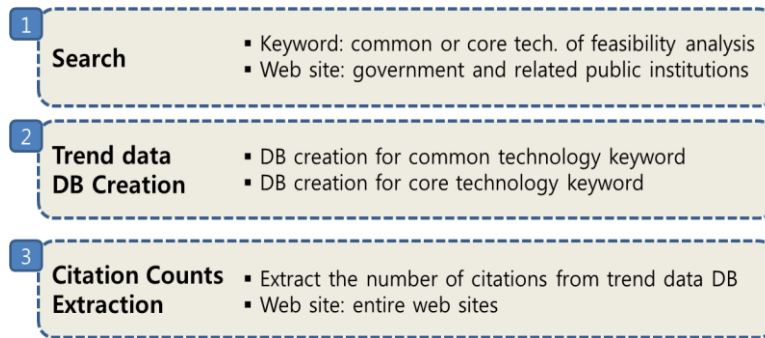 1
Search
▪ Keyword: common or core tech. of feasibility analysis
▪ Web site: government and related public institutions
2
Trend data
DB Creation
▪ DB creation for common technology keyword
▪ DB creation for core technology keyword
3
Citation Counts
Extraction
▪ Extract the number of citations from trend data DB
▪ Web site: entire web sites